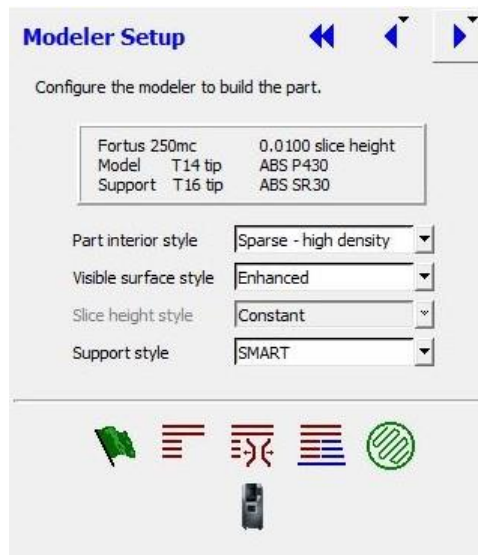 Modeler Setup
Configure the modeler to build the part.
Fortus 250mc 0.0100 slice height
Model T14 tip ABS P430
Support T16 tip ABS SR30
Part interior style Sparse - high density
Visible surface style Enhanced
Slice height style Constant
Support style SMART